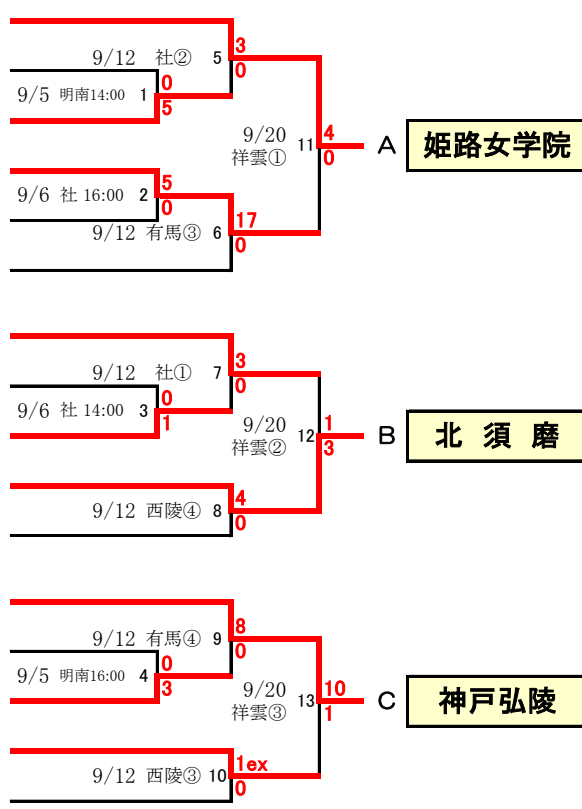 3
9/12 社② 5
0
0
9/5 明南14:00 1
5
9/20 11 4 A 姫路女学院
祥雲① 0
5
9/6 社 16:00 2
0
17
9/12 有馬③ 6
0
3
9/12 社① 7
0
0
9/6 社 14:00 3
1
9/20 12 1 B 北須磨
祥雲② 3
4
9/12 西陵④ 8
0
8
9/12 有馬④ 9
0
0
9/5 明南16:00 4
3
9/20 13 10 C 神戸弘陵
祥雲③ 1
1ex
9/12 西陵③ 10
0